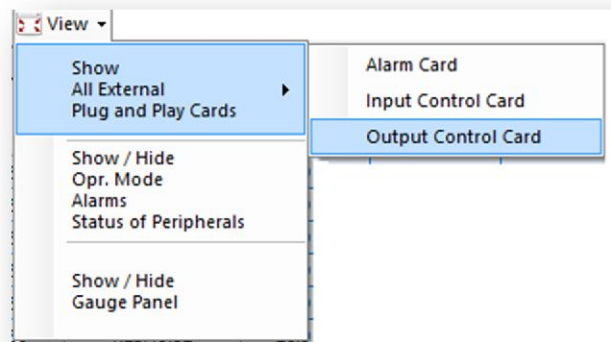 View
Show
All External
Plug and Play Cards
Alarm Card
Input Control Card
Output Control Card
Show / Hide
Opr. Mode
Alarms
Status of Peripherals
Show / Hide
Gauge Panel